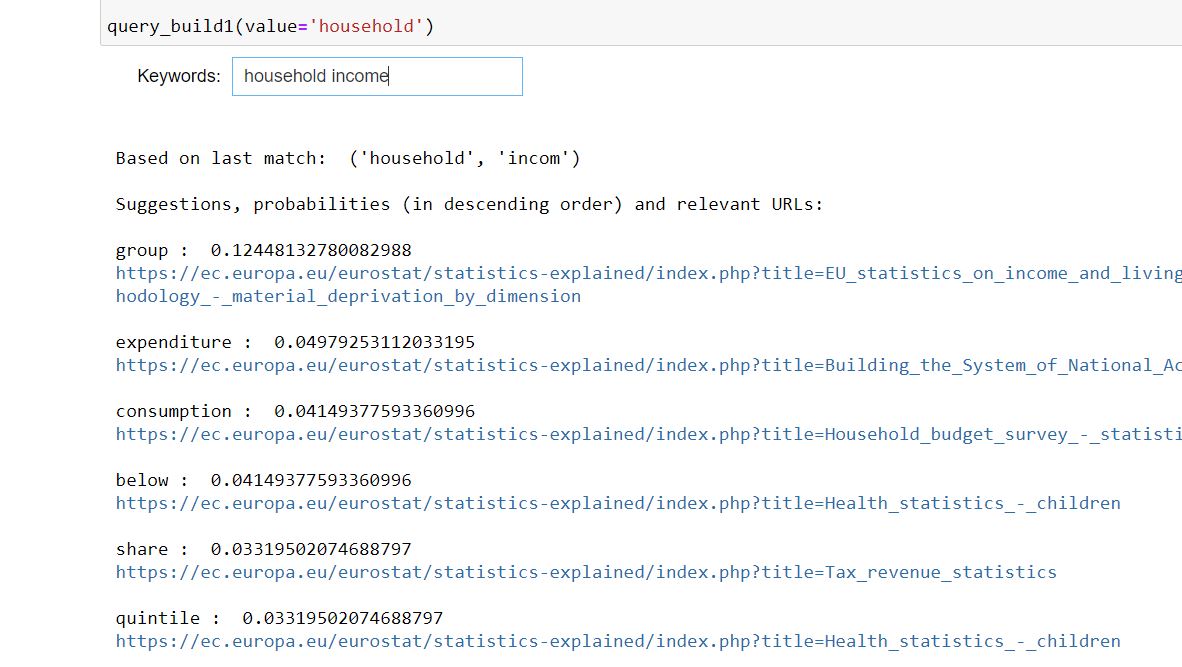 query_build1(value='household')
Keywords: household income
Based on last match:  ('household', 'incom')
Suggestions, probabilities (in descending order) and relevant URLs:
group :  0.12448132780082988
https://ec.europa.eu/eurostat/statistics-explained/index.php?title=EU_statistics_on_income_and_living
hodology_-_material_deprivation_by_dimension
expenditure :  0.04979253112033195
https://ec.europa.eu/eurostat/statistics-explained/index.php?title=Building_the_System_of_National_Ac
consumption :  0.04149377593360996
https://ec.europa.eu/eurostat/statistics-explained/index.php?title=Household_budget_survey_-_statisti
below :  0.04149377593360996
https://ec.europa.eu/eurostat/statistics-explained/index.php?title=Health_statistics_-_children
share :  0.03319502074688797
https://ec.europa.eu/eurostat/statistics-explained/index.php?title=Tax_revenue_statistics
quintile :  0.03319502074688797
https://ec.europa.eu/eurostat/statistics-explained/index.php?title=Health_statistics_-_children